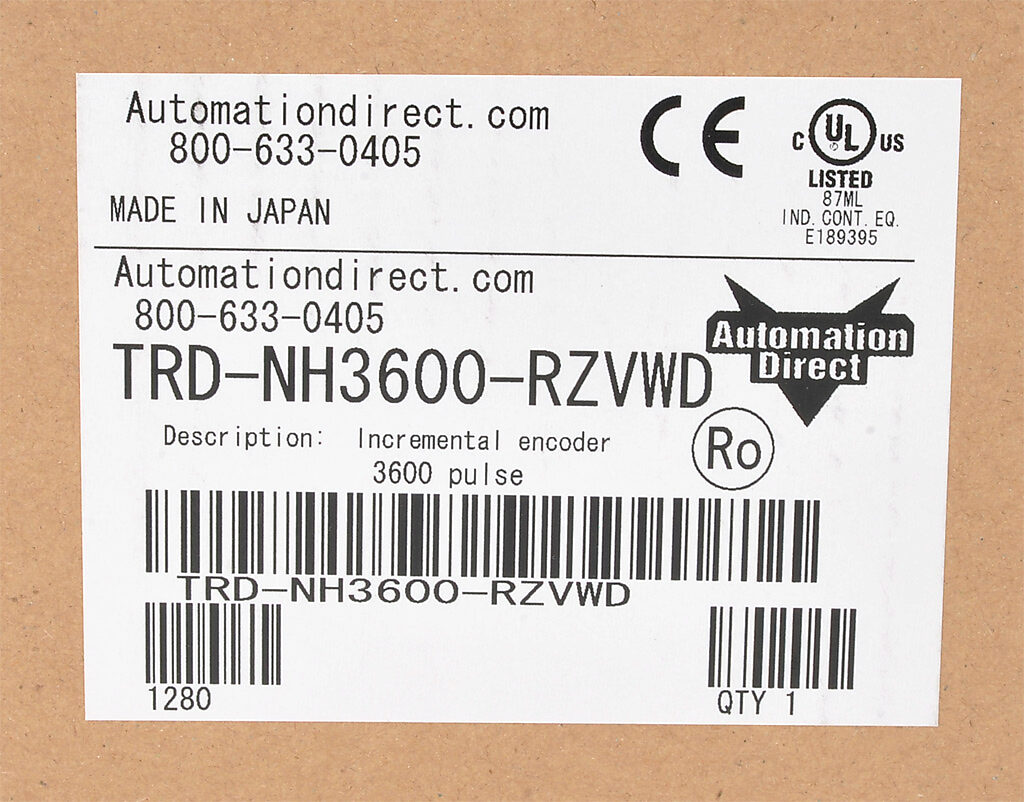 Automationdirect.com
800-633-0405
MADE IN JAPAN
CE
C UL US
®
LISTED
87ML
IND. CONT. EQ.
E189395
Automationdirect.com
800-633-0405
TRD-NH3600-RZVWD
Automation
Direct
Description: Incremental encoder
3600 pulse
Ro
TRD-NH3600-RZVWD
1280
QTY 1